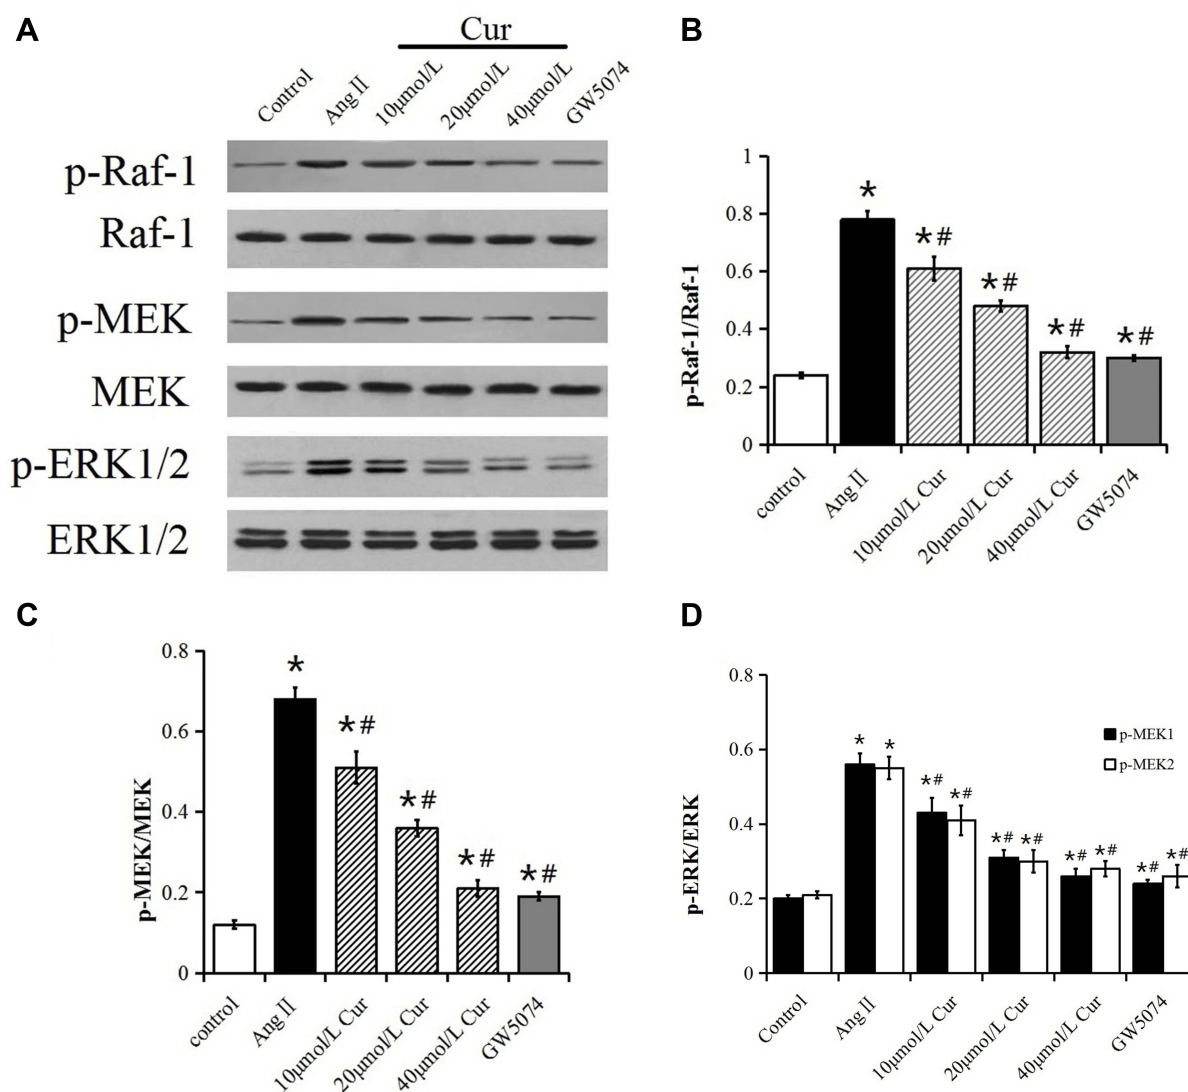 A
Cur
Control
Ang II
10μmol/L
20μmol/L
40μmol/L
GW5074
p-Raf-1
Raf-1
p-MEK
MEK
p-ERK1/2
ERK1/2
B
p-Raf-1/Raf-1
1
0.8
0.6
0.4
0.2
0
*
*#
*#
*#
*#
control
Ang II
10μmol/L Cur
20μmol/L Cur
40μmol/L Cur
GW5074
C
p-MEK/MEK
0.8
0.6
0.4
0.2
0
*
*#
*#
*#
*#
control
Ang II
10μmol/L Cur
20μmol/L Cur
40μmol/L Cur
GW5074
D
p-ERK/ERK
0.8
0.6
0.4
0.2
0
p-MEK1
p-MEK2
*
*
*#
*#
*#
*#
*#
*#
*#
*#
Control
Ang II
10μmol/L Cur
20μmol/L Cur
40μmol/L Cur
GW5074